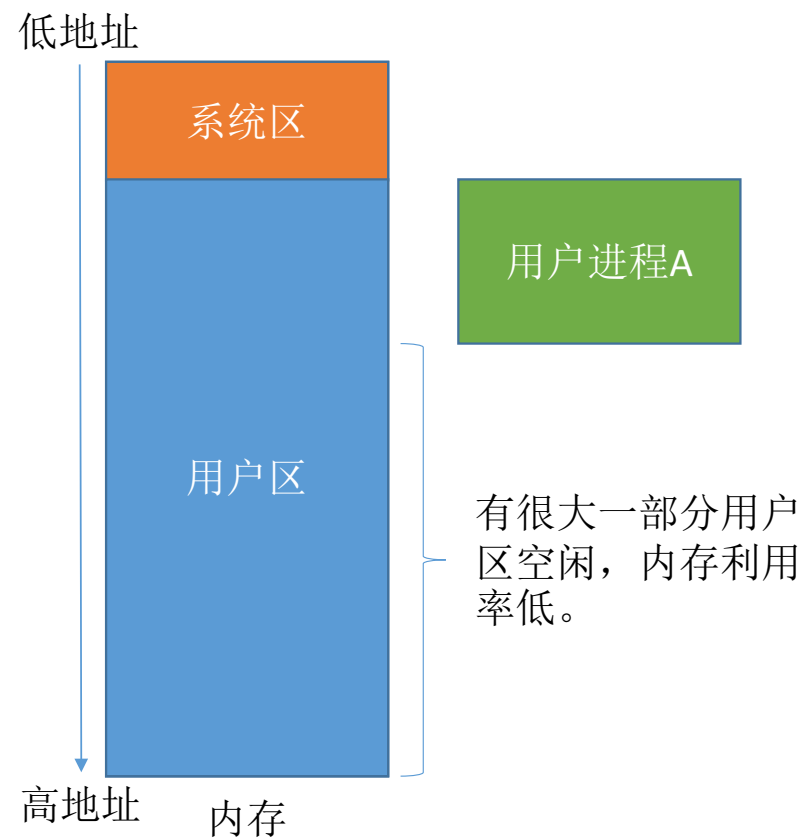 低地址
系统区
用户进程A
用户区
有很大一部分用户
区空闲，内存利用
率低。
高地址
内存